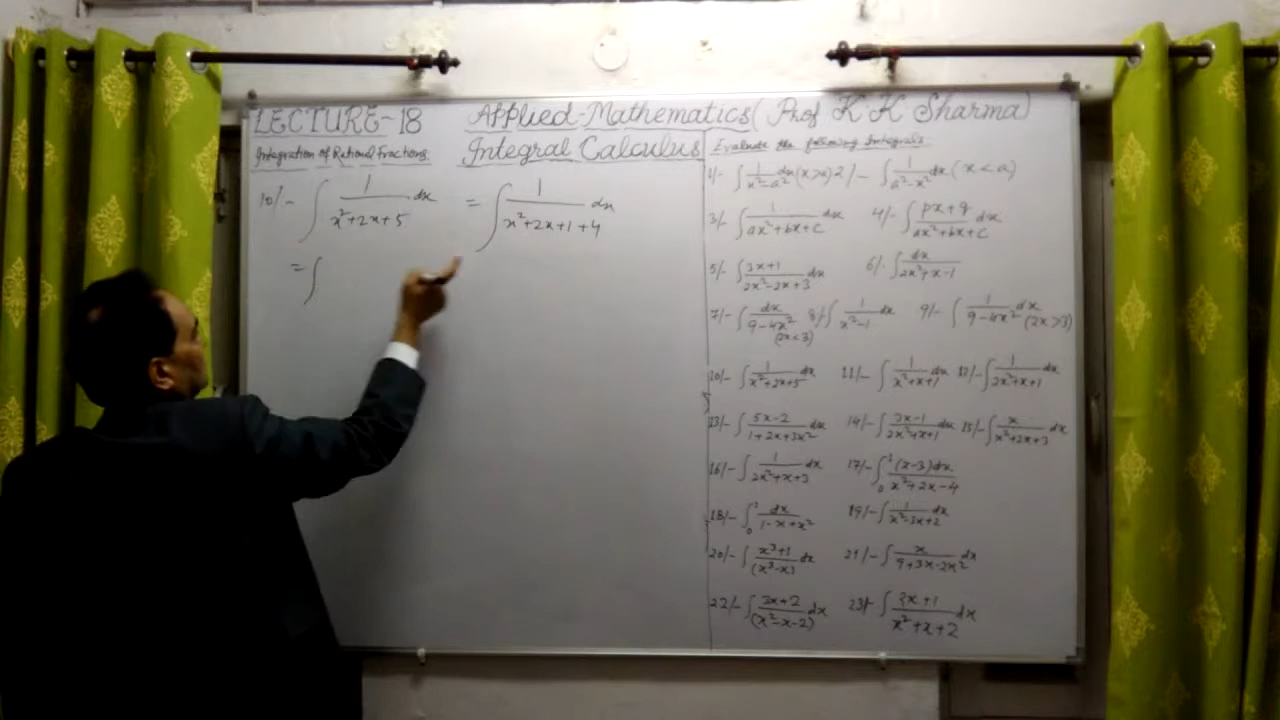 LECTURE-18 Applied-Mathematics (Prof K K Sharma)
Integration of Rational Fractions Integral Calculus
10/- ∫ 1/(x²+2x+5) dx = ∫ 1/(x²+2x+1+4) dx
= ∫
Evaluate the following Integrals
1/- ∫ 1/(x²-a²) dx (x>a) 2/- ∫ 1/(a²-x²) dx (x<a)
3/- ∫ 1/(ax²+bx+c) dx 4/- ∫ (px+q)/(ax²+bx+c) dx
5/- ∫ (3x+1)/(2x²-2x+3) dx 6/- ∫ dx/(2x²+x-1)
7/- ∫ dx/(9-4x²) (2x<3) 8/- ∫ 1/(x²-1) dx 9/- ∫ 1/(9-4x²) dx (2x>3)
10/- ∫ 1/(x²+2x+5) dx 11/- ∫ 1/(x²+x+1) dx 12/- ∫ 1/(2x²+x+1) dx
13/- ∫ (5x-2)/(1+2x+3x²) dx 14/- ∫ (3x-1)/(2x²+x+1) dx 15/- ∫ x/(x²+2x+3) dx
16/- ∫ 1/(2x²+x+3) dx 17/- ∫₀¹ (x-3)dx/(x²+2x-4)
18/- ∫₀¹ dx/(1-x+x²) 19/- ∫ 1/(x²-3x+2) dx
20/- ∫ (x³+1)/(x³-x) dx 21/- ∫ x/(9+3x-2x²) dx
22/- ∫ (3x+2)/(x²-x-2) dx 23/- ∫ (3x+1)/(x²+x+2) dx